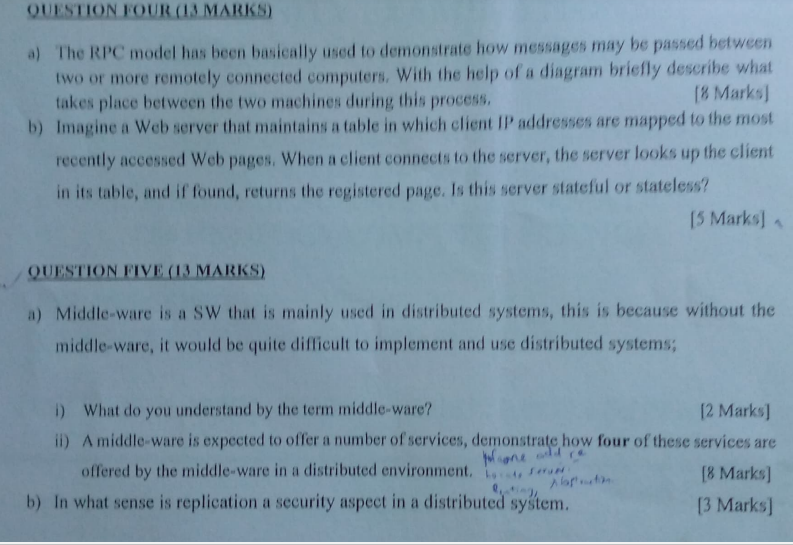 QUESTION FOUR (13 MARKS)
a) The RPC model has been basically used to demonstrate how messages may be passed between
two or more remotely connected computers. With the help of a diagram briefly describe what
takes place between the two machines during this process. [8 Marks]
b) Imagine a Web server that maintains a table in which client IP addresses are mapped to the most
recently accessed Web pages. When a client connects to the server, the server looks up the client
in its table, and if found, returns the registered page. Is this server stateful or stateless?
[5 Marks]
QUESTION FIVE (13 MARKS)
a) Middle-ware is a SW that is mainly used in distributed systems, this is because without the
middle-ware, it would be quite difficult to implement and use distributed systems;
i) What do you understand by the term middle-ware? [2 Marks]
ii) A middle-ware is expected to offer a number of services, demonstrate how four of these services are
offered by the middle-ware in a distributed environment. [8 Marks]
b) In what sense is replication a security aspect in a distributed system. [3 Marks]